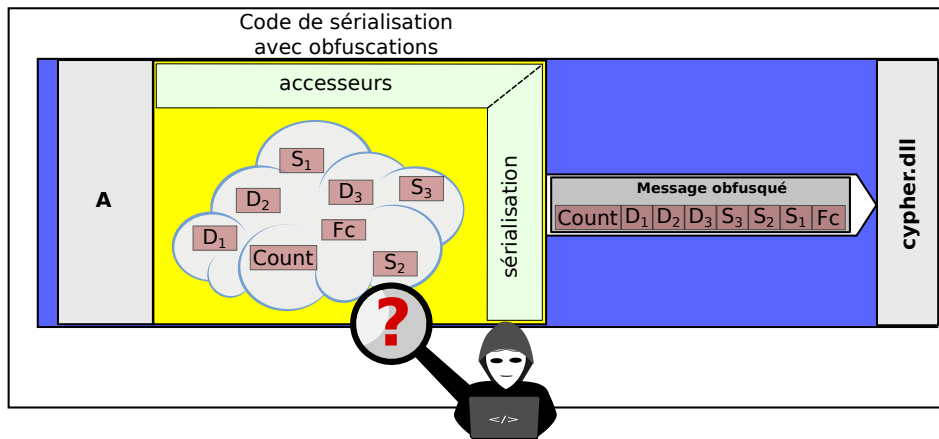 Code de sérialisation
avec obfuscations
A
accesseurs
S₁
D₂
D₃
S₃
D₁
Fc
Count
S₂
sérialisation
Message obfusqué
Count D₁ D₂ D₃ S₃ S₂ S₁ Fc
cypher.dll
?
</>